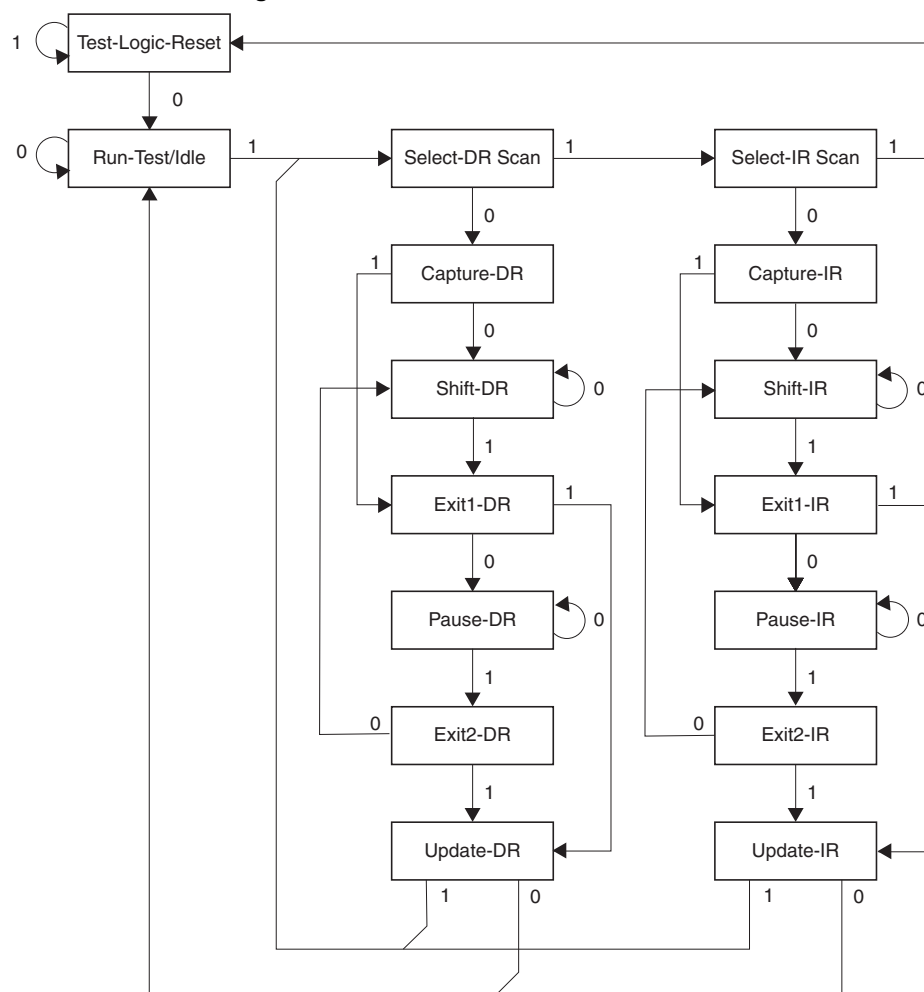 1
Test-Logic-Reset
0
0
Run-Test/Idle
1
Select-DR Scan
1
Select-IR Scan
1
0
0
1
Capture-DR
1
Capture-IR
0
0
Shift-DR
0
Shift-IR
0
1
1
Exit1-DR
1
Exit1-IR
1
0
0
Pause-DR
0
Pause-IR
0
1
1
0
Exit2-DR
0
Exit2-IR
1
1
Update-DR
Update-IR
1
0
1
0